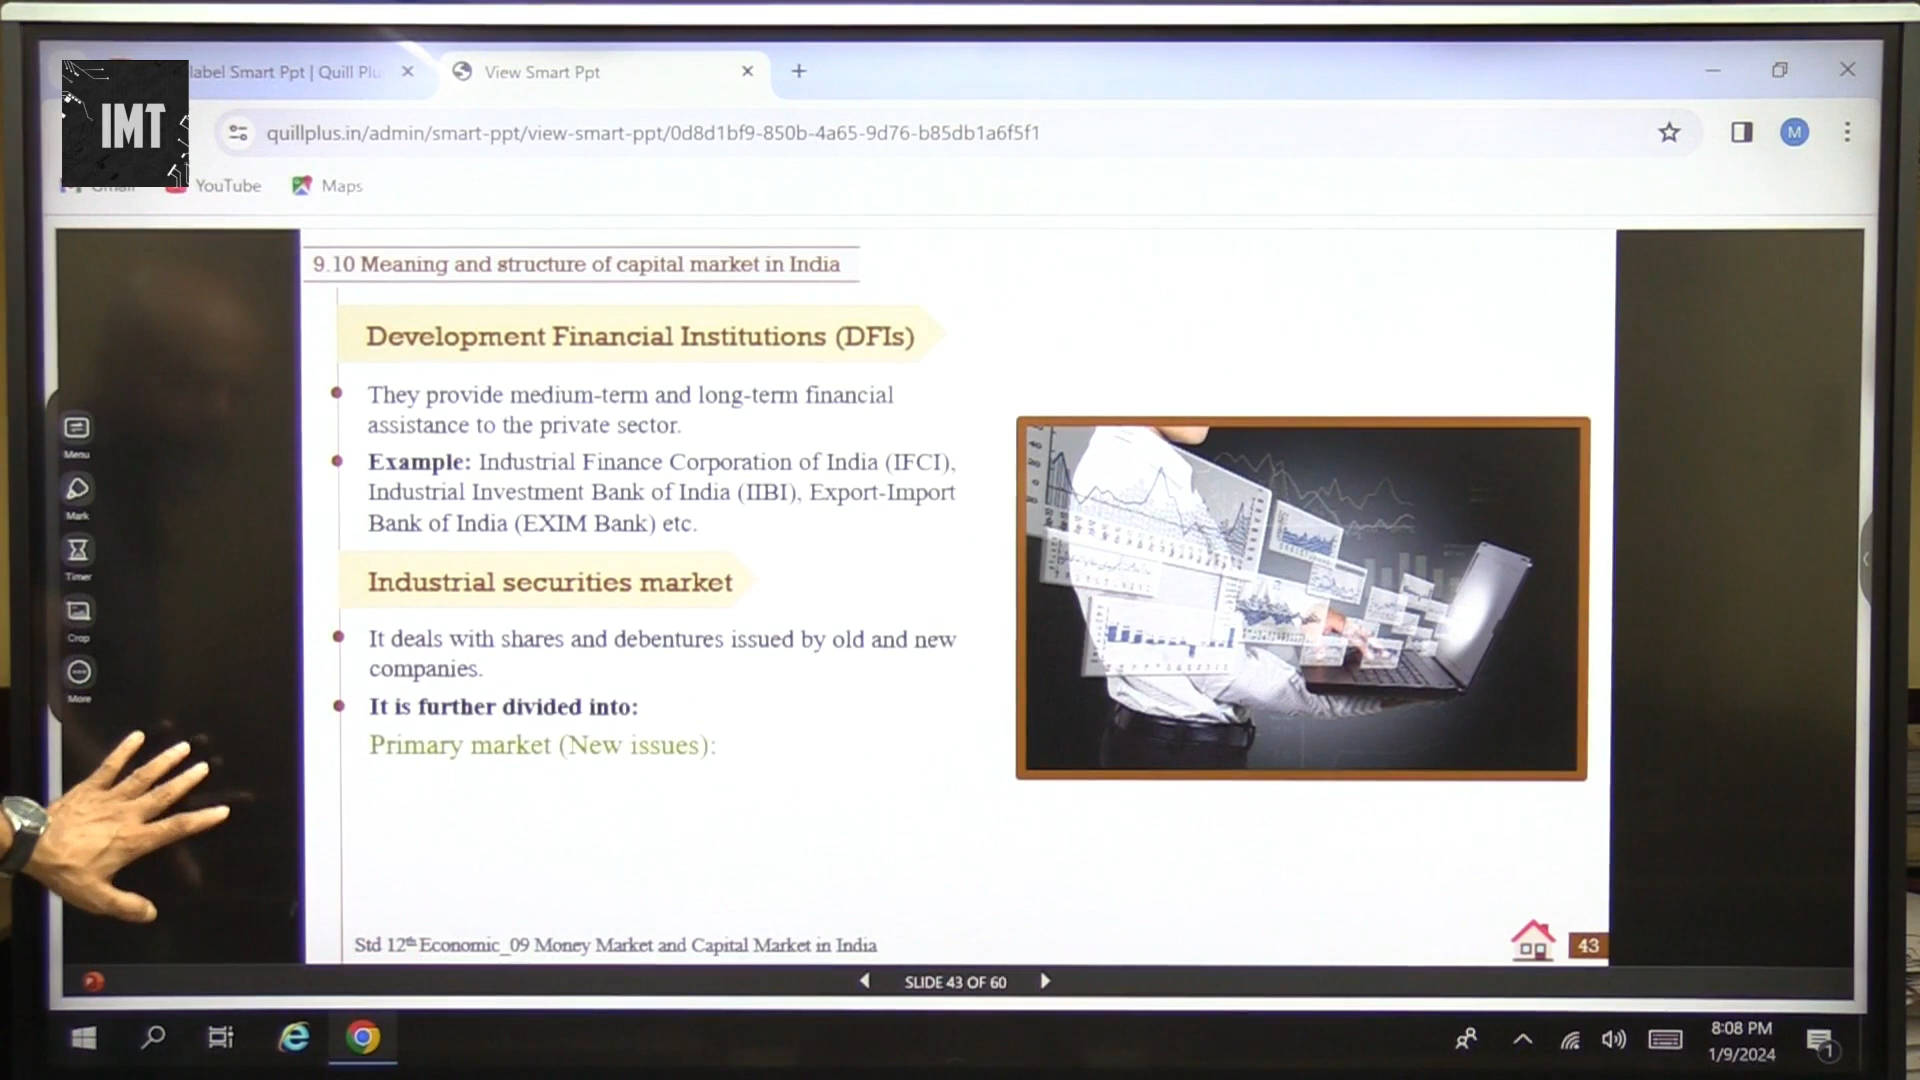 label Smart Ppt | Quill Plu
View Smart Ppt
IMT
quillplus.in/admin/smart-ppt/view-smart-ppt/0d8d1bf9-850b-4a65-9d76-b85db1a6f5f1
M
Gmail
YouTube
Maps
9.10 Meaning and structure of capital market in India
Development Financial Institutions (DFIs)
They provide medium-term and long-term financial
assistance to the private sector.
Example: Industrial Finance Corporation of India (IFCI),
Industrial Investment Bank of India (IIBI), Export-Import
Bank of India (EXIM Bank) etc.
Industrial securities market
It deals with shares and debentures issued by old and new
companies.
It is further divided into:
Primary market (New issues):
Menu
Mark
Timer
Crop
More
Std 12th Economic_09 Money Market and Capital Market in India
43
SLIDE 43 OF 60
8:08 PM
1/9/2024
1